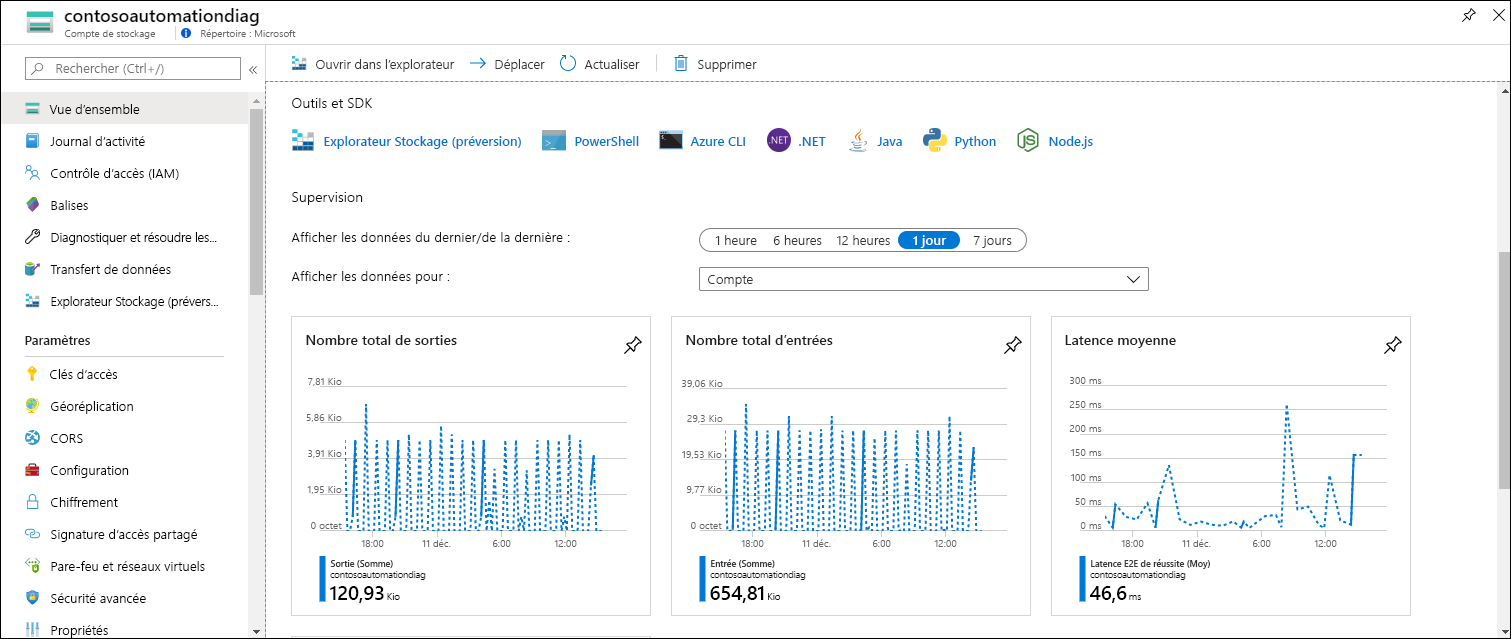 contosoautomationdiag
Compte de stockage
Répertoire : Microsoft
Rechercher (Ctrl+/)
«
Vue d'ensemble
Journal d'activité
Contrôle d'accès (IAM)
Balises
Diagnostiquer et résoudre les...
Transfert de données
Explorateur Stockage (prévers...
Paramètres
Clés d'accès
Géoréplication
CORS
Configuration
Chiffrement
Signature d'accès partagé
Pare-feu et réseaux virtuels
Sécurité avancée
Propriétés
Ouvrir dans l'explorateur
Déplacer
Actualiser
Supprimer
Outils et SDK
Explorateur Stockage (préversion)
PowerShell
Azure CLI
NET
.NET
Java
Python
JS
Node.js
Supervision
Afficher les données du dernier/de la dernière :
1 heure 6 heures 12 heures 1 jour 7 jours
Afficher les données pour :
Compte
Nombre total de sorties
7,81 Kio
5,86 Kio
3,91 Kio
1,95 Kio
0 octet
18:00 11 déc. 6:00 12:00
Sortie (Somme)
contosoautomationdiag
120,93 Kio
Nombre total d'entrées
39,06 Kio
29,3 Kio
19,53 Kio
9,77 Kio
0 octet
18:00 11 déc. 6:00 12:00
Entrée (Somme)
contosoautomationdiag
654,81 Kio
Latence moyenne
300 ms
250 ms
200 ms
150 ms
100 ms
50 ms
0 ms
18:00 11 déc. 6:00 12:00
Latence E2E de réussite (Moy)
contosoautomationdiag
46,6 ms